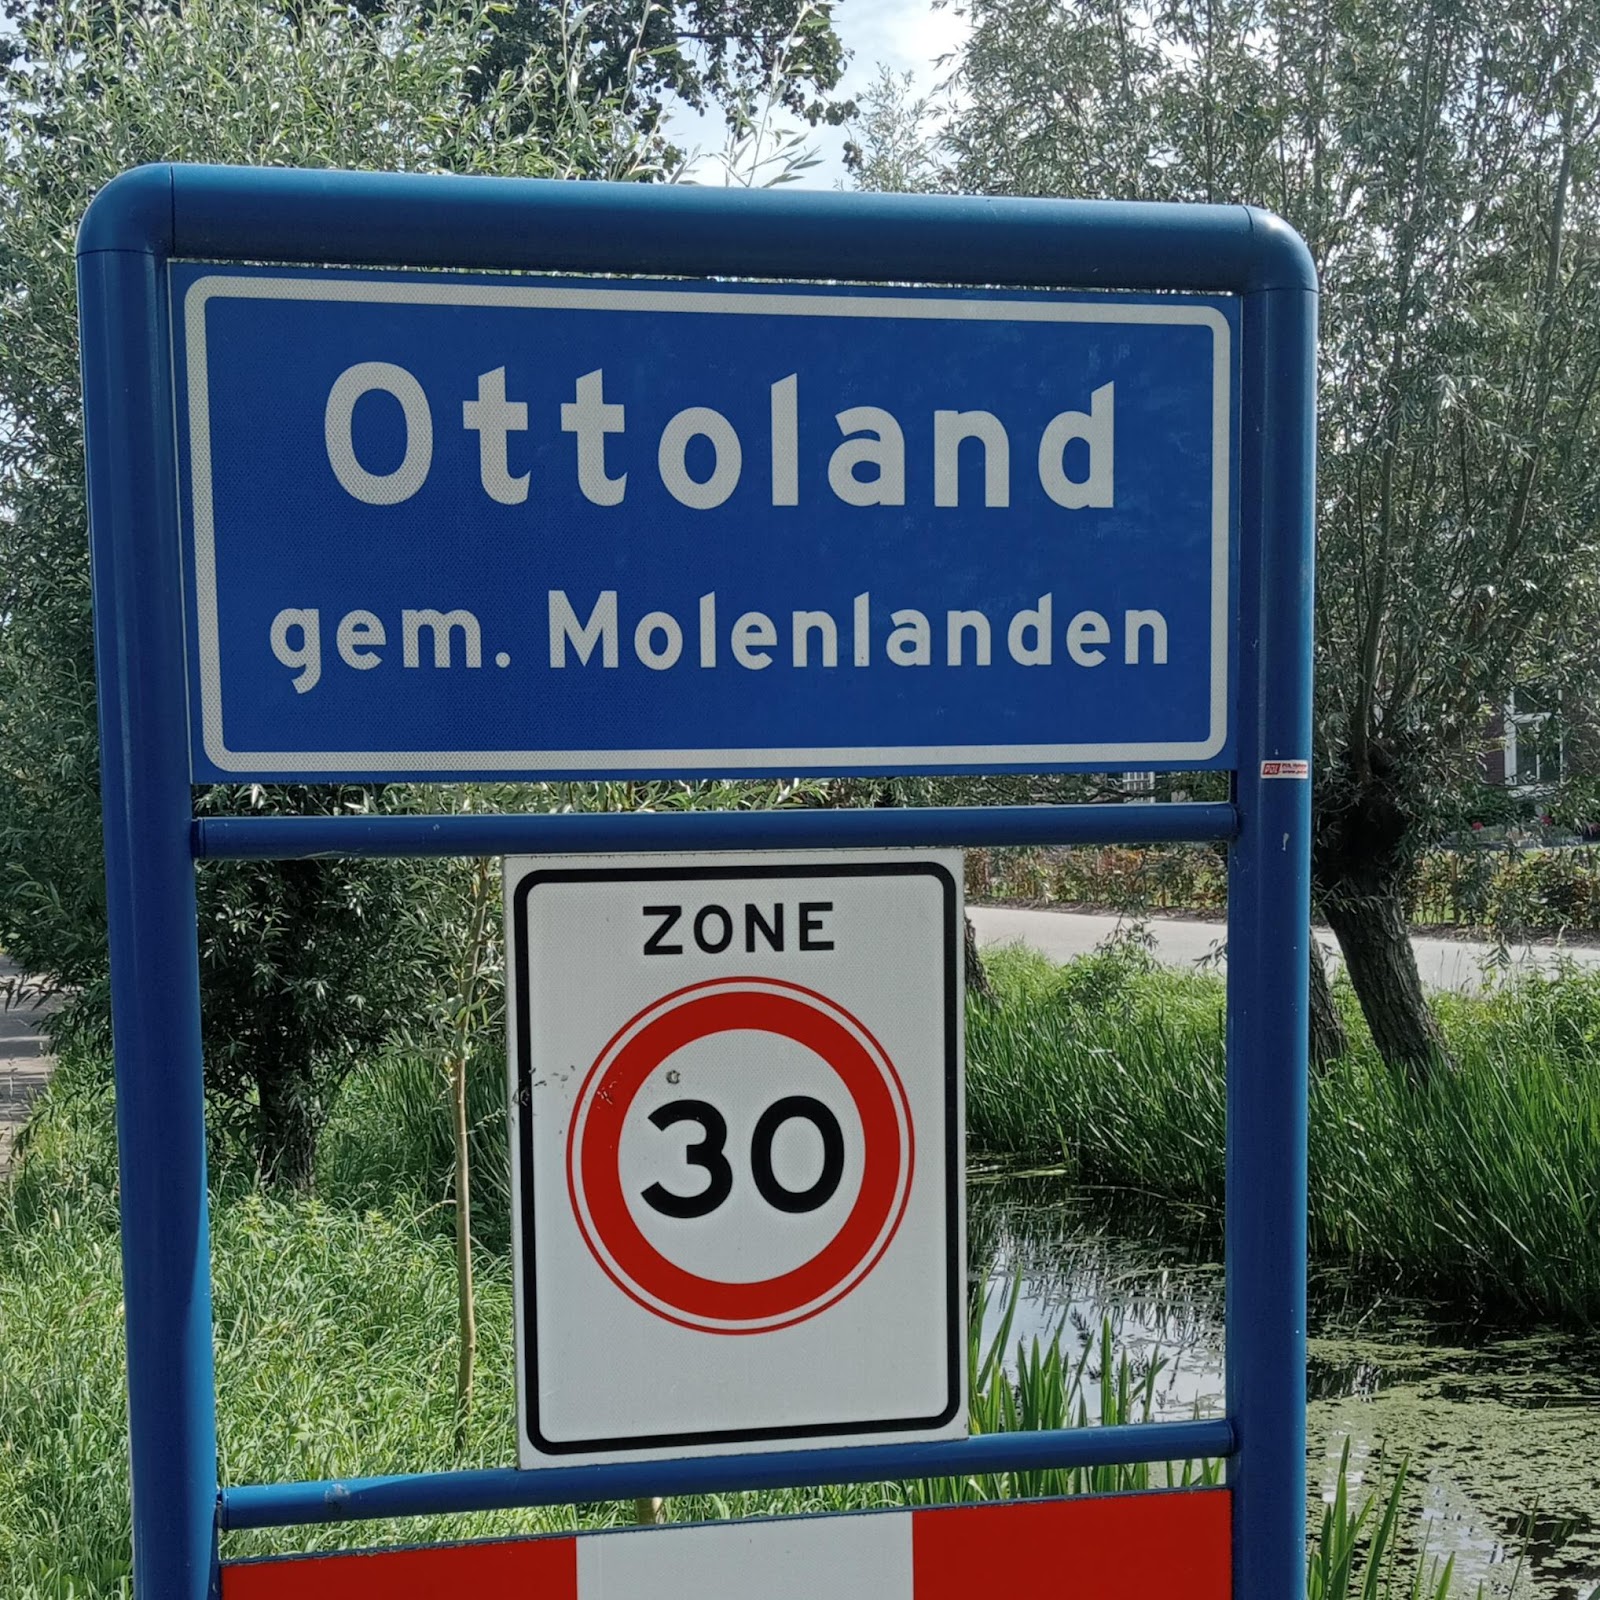 Ottoland
gem. Molenlanden
ZONE
30